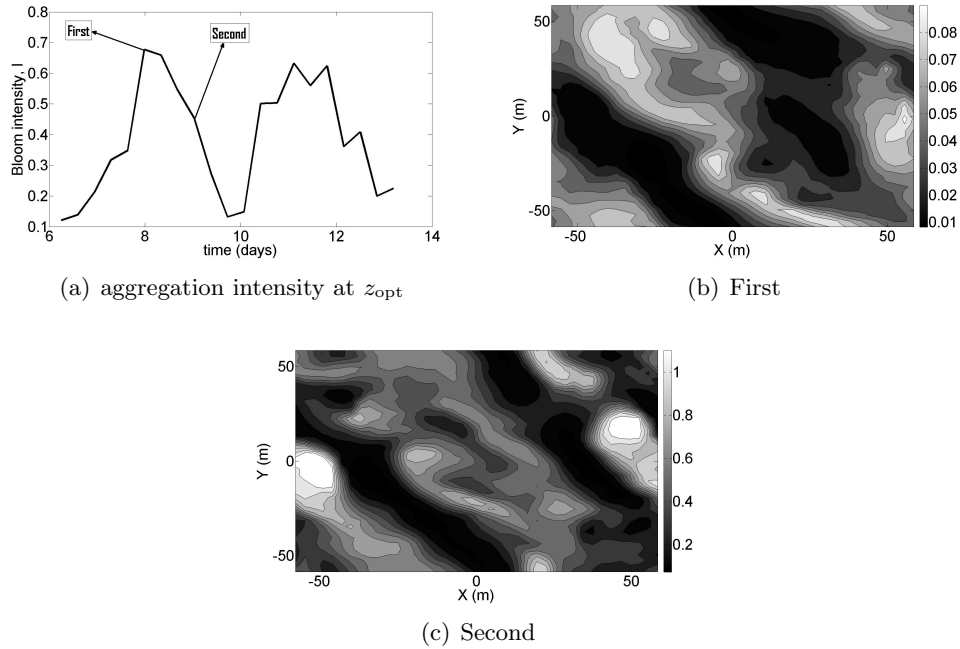 0.8
0.7
0.6
0.5
0.4
0.3
0.2
0.1
Bloom intensity, I
First
Second
6 8 10 12 14
time (days)
(a) aggregation intensity at z_opt
50
0
-50
Y (m)
-50 0 50
X (m)
0.08
0.07
0.06
0.05
0.04
0.03
0.02
0.01
(b) First
50
0
-50
Y (m)
-50 0 50
X (m)
1
0.8
0.6
0.4
0.2
(c) Second